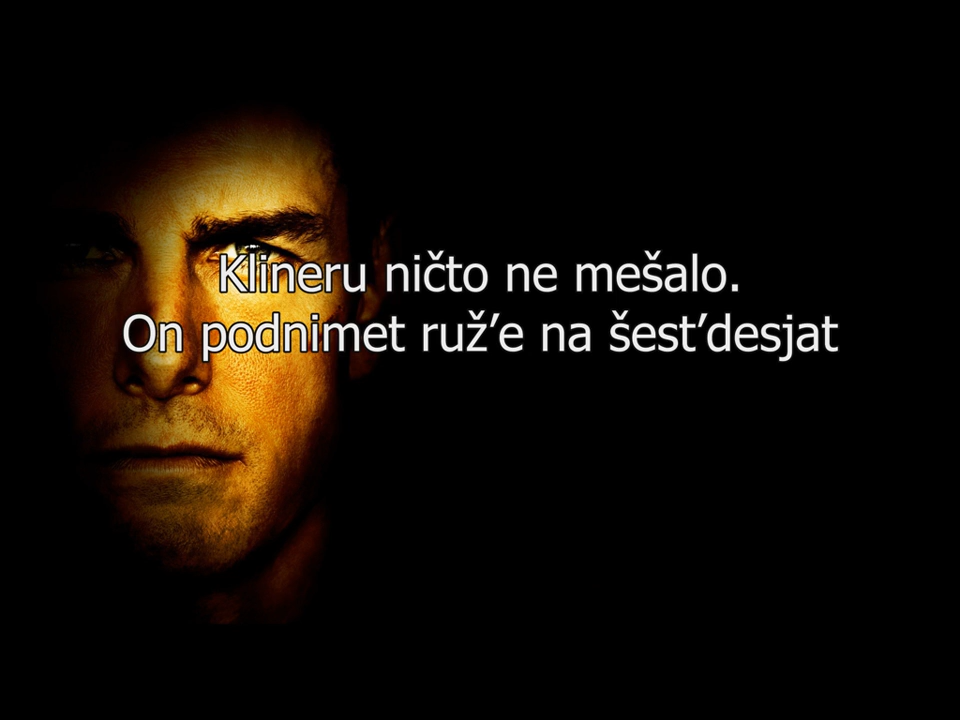 Klineru ničto ne mešalo.
On podnimet ruž’e na šest’desjat